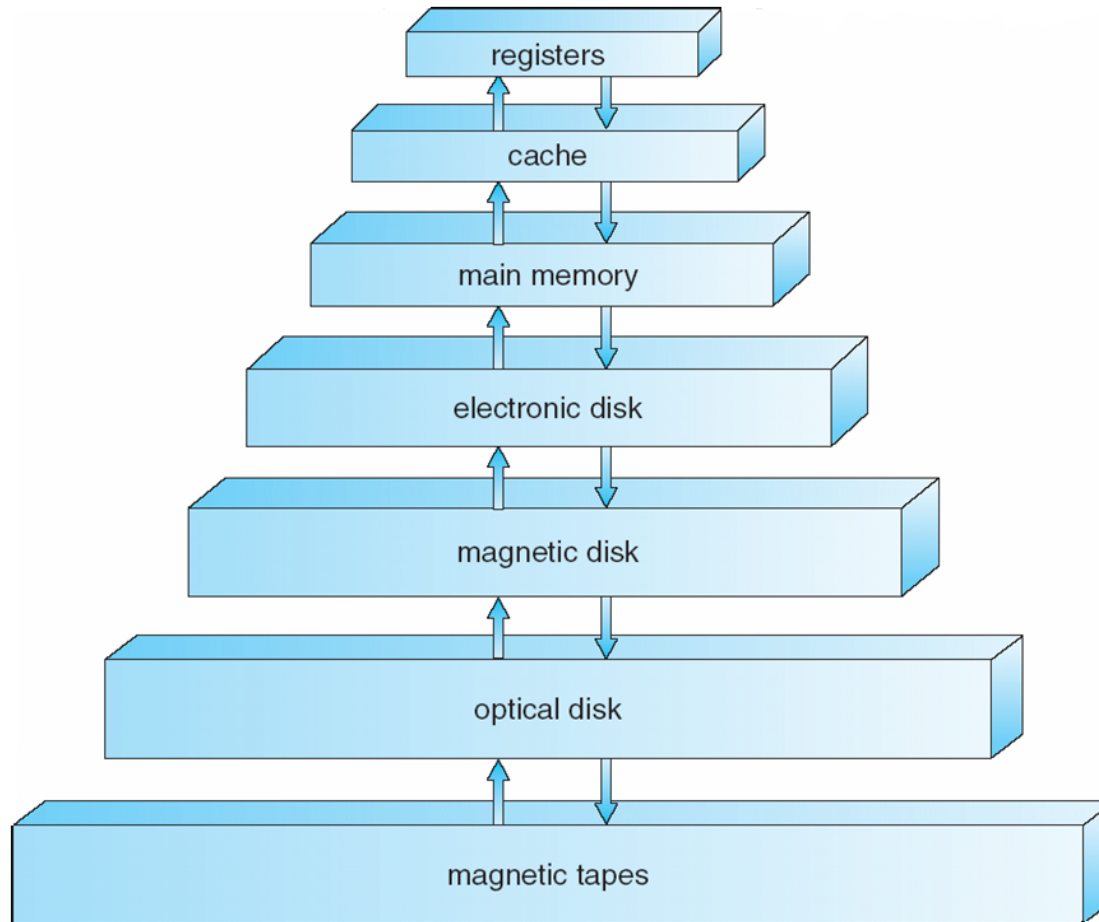 registers
cache
main memory
electronic disk
magnetic disk
optical disk
magnetic tapes